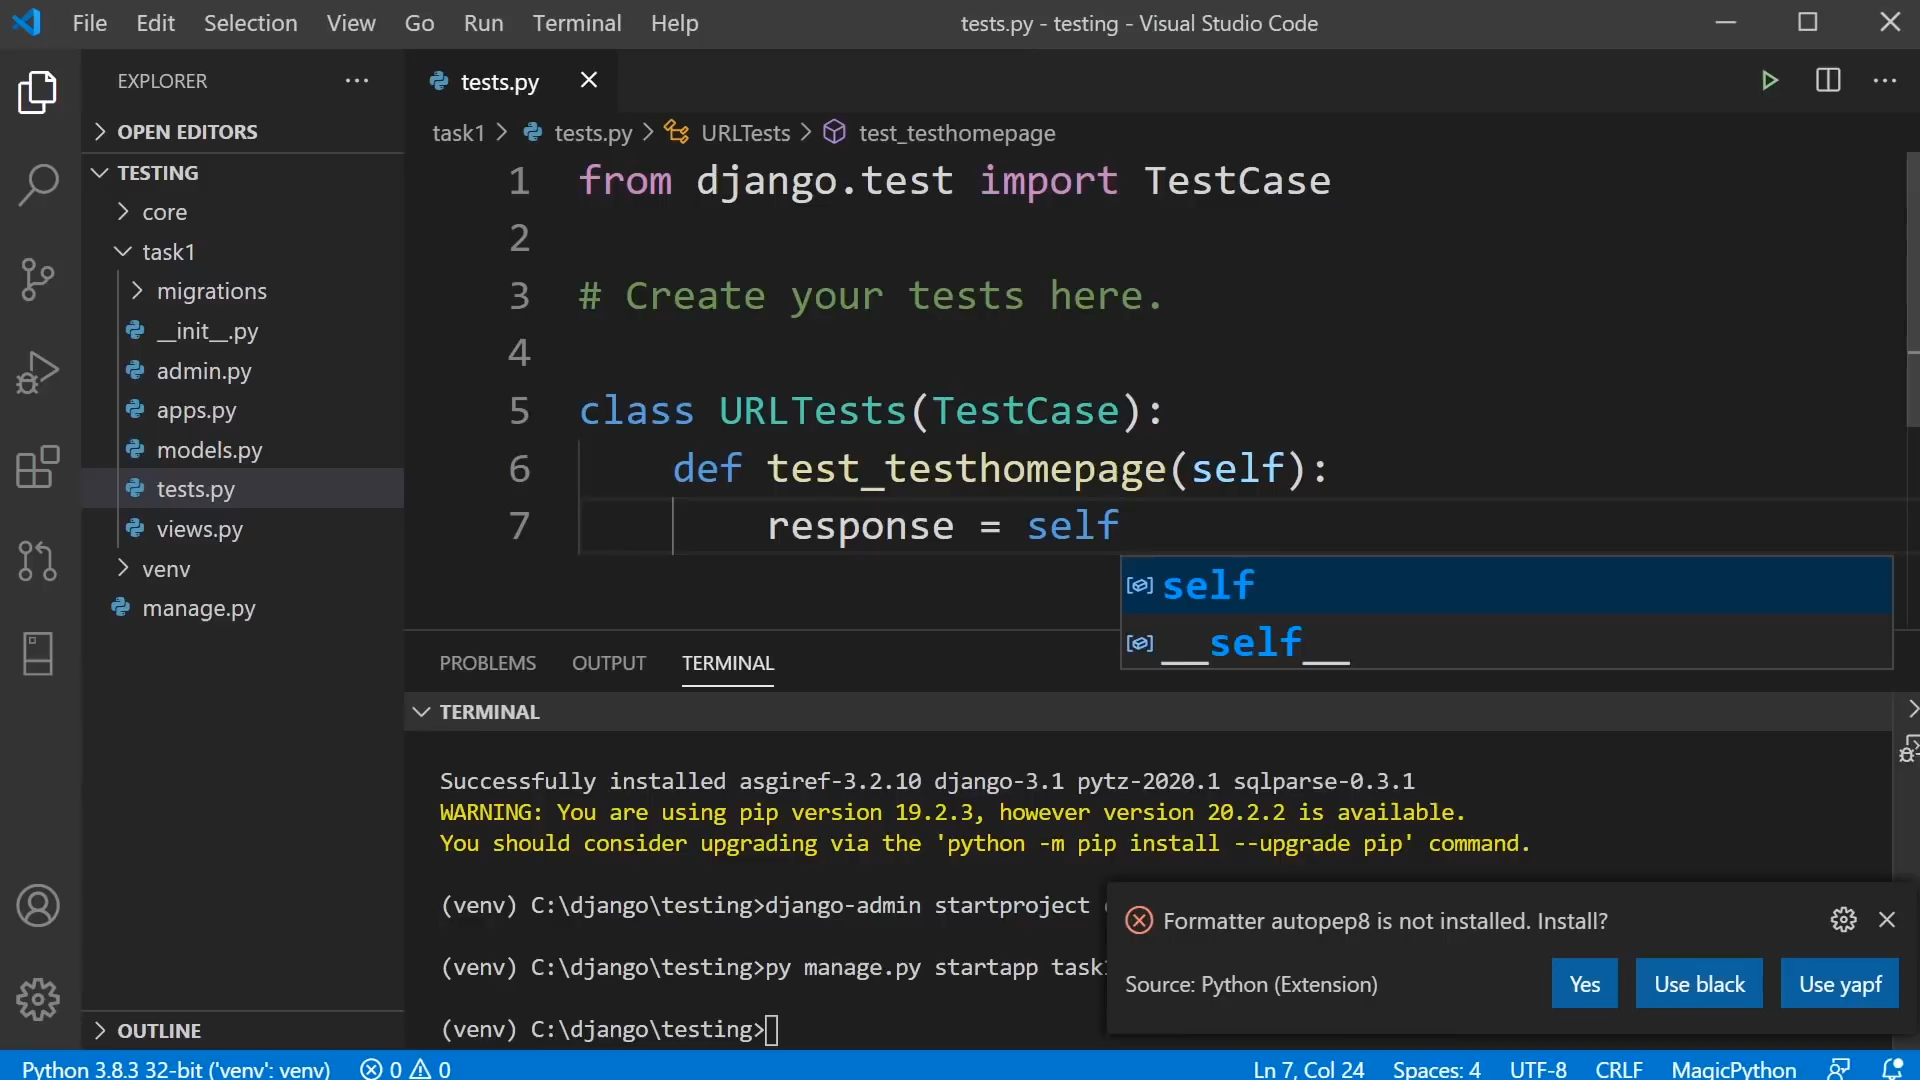 File Edit Selection View Go Run Terminal Help
tests.py - testing - Visual Studio Code
EXPLORER
OPEN EDITORS
TESTING
core
task1
migrations
__init__.py
admin.py
apps.py
models.py
tests.py
views.py
venv
manage.py
OUTLINE
tests.py
task1 > tests.py > URLTests > test_testhomepage
1 from django.test import TestCase
2
3 # Create your tests here.
4
5 class URLTests(TestCase):
6 def test_testhomepage(self):
7 response = self
self
__self__
PROBLEMS OUTPUT TERMINAL
TERMINAL
Successfully installed asgiref-3.2.10 django-3.1 pytz-2020.1 sqlparse-0.3.1
WARNING: You are using pip version 19.2.3, however version 20.2.2 is available.
You should consider upgrading via the 'python -m pip install --upgrade pip' command.
(venv) C:\django\testing>django-admin startproject
(venv) C:\django\testing>py manage.py startapp task
(venv) C:\django\testing>
Formatter autopep8 is not installed. Install?
Source: Python (Extension)
Yes Use black Use yapf
Python 3.8.3 32-bit ('venv': venv) 0 0 Ln 7, Col 24 Spaces: 4 UTF-8 CRLF MagicPython